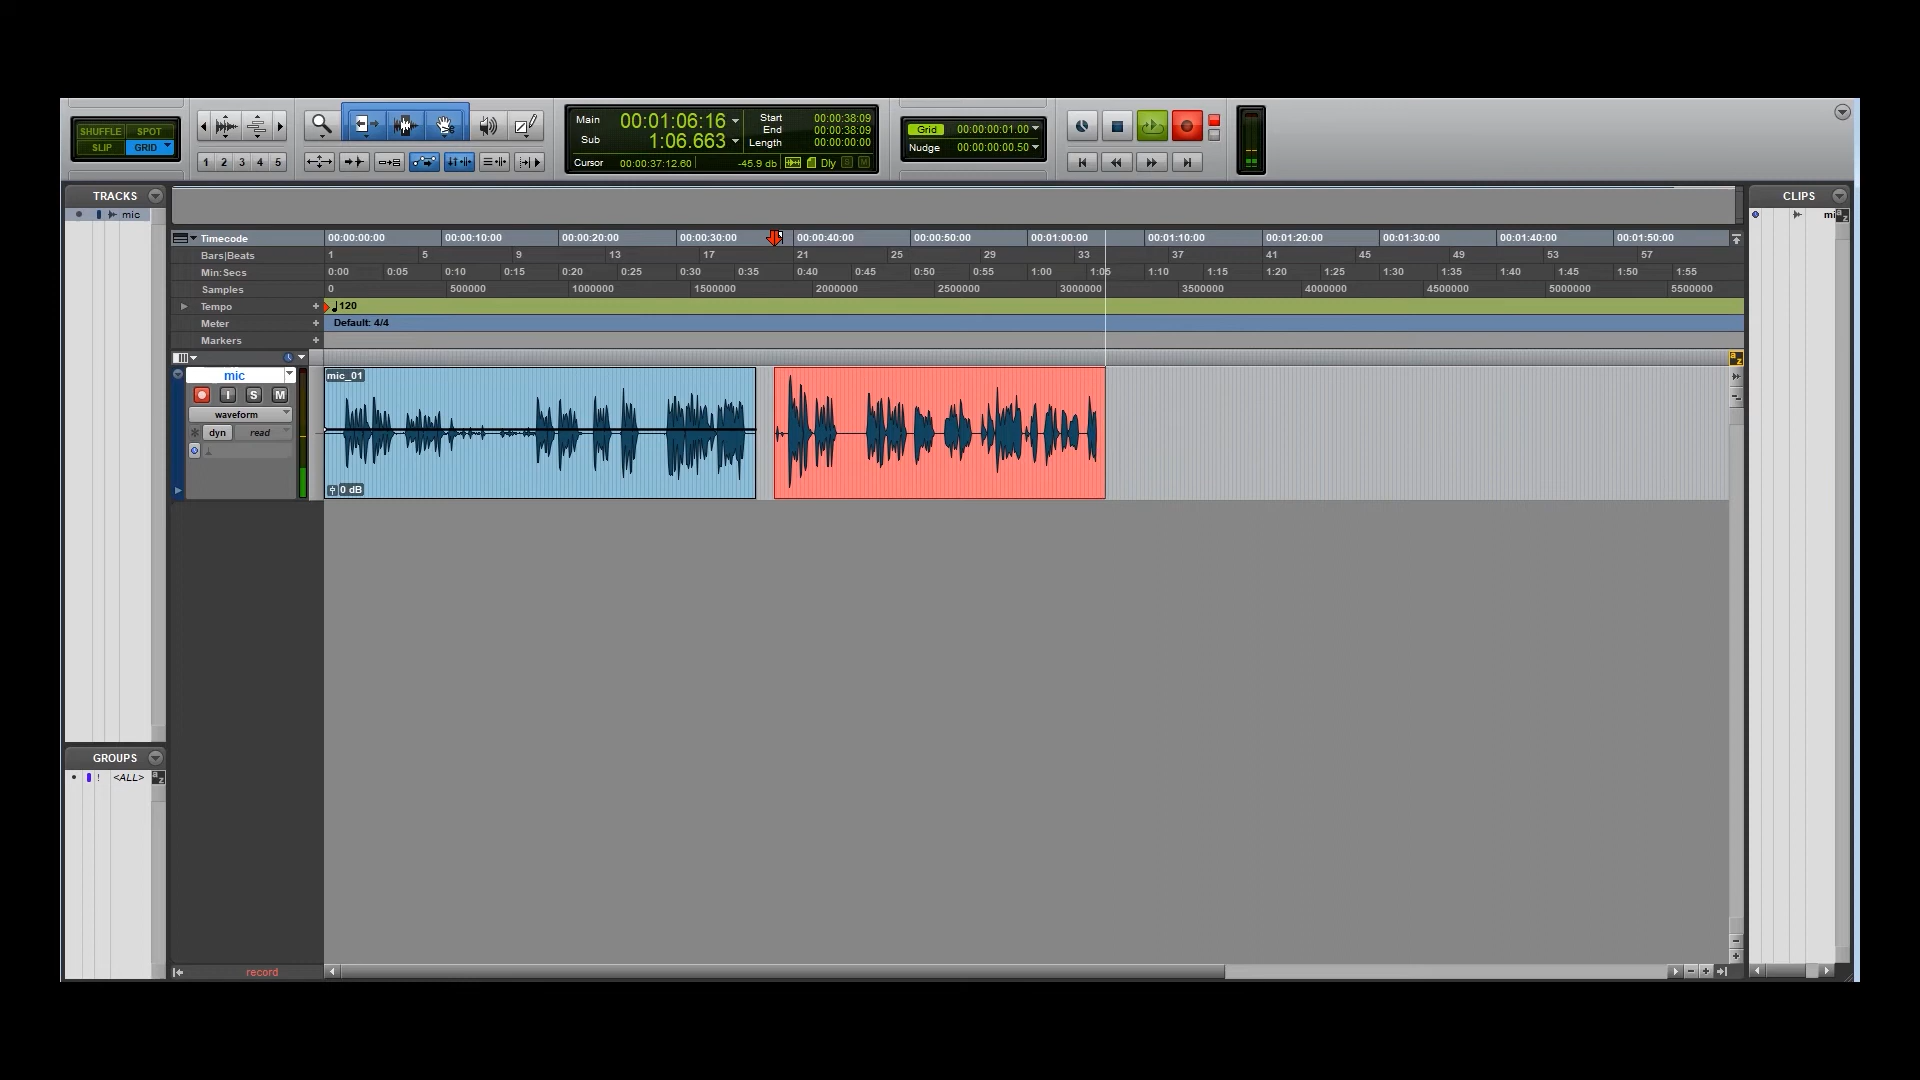 SHUFFLE SPOT
SLIP GRID
1 2 3 4 5
Main 00:01:06:16
Sub 1:06.663
Start 00:00:38:09
End 00:00:38:09
Length 00:00:00:00
Cursor 00:00:37:12.60 -45.9 db Dly S M
Grid 00:00:00:01.00
Nudge 00:00:00:00.50
TRACKS
mic
CLIPS
mi
Timecode 00:00:00:00 00:00:10:00 00:00:20:00 00:00:30:00 00:00:40:00 00:00:50:00 00:01:00:00 00:01:10:00 00:01:20:00 00:01:30:00 00:01:40:00 00:01:50:00
Bars|Beats 1 5 9 13 17 21 25 29 33 37 41 45 49 53 57
Min:Secs 0:00 0:05 0:10 0:15 0:20 0:25 0:30 0:35 0:40 0:45 0:50 0:55 1:00 1:05 1:10 1:15 1:20 1:25 1:30 1:35 1:40 1:45 1:50 1:55
Samples 0 500000 1000000 1500000 2000000 2500000 3000000 3500000 4000000 4500000 5000000 5500000
Tempo + 120
Meter + Default: 4/4
Markers +
mic
I S M
waveform
dyn read
mic_01
0 dB
GROUPS
! <ALL>
record